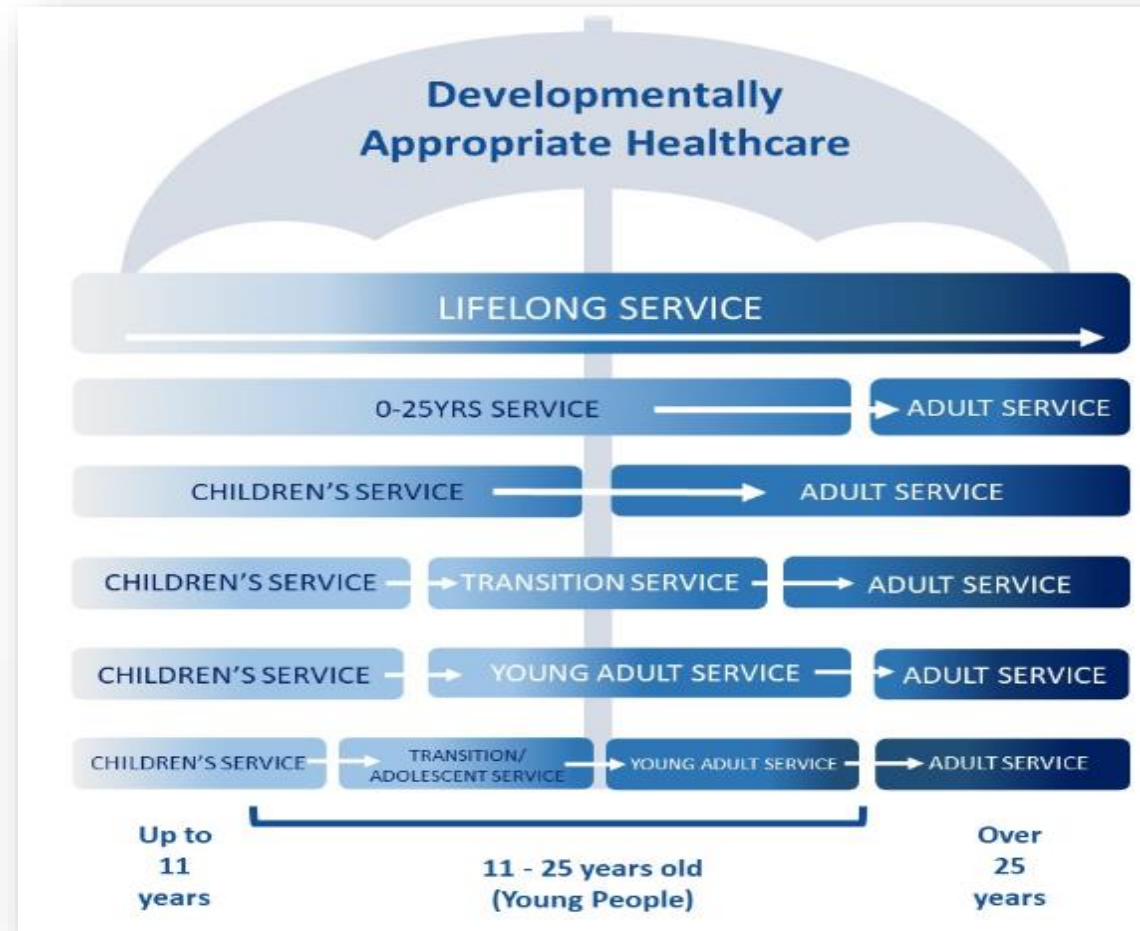 Developmentally
Appropriate Healthcare
LIFELONG SERVICE
0-25YRS SERVICE
ADULT SERVICE
CHILDREN'S SERVICE
ADULT SERVICE
CHILDREN'S SERVICE
TRANSITION SERVICE
ADULT SERVICE
CHILDREN'S SERVICE
YOUNG ADULT SERVICE
ADULT SERVICE
CHILDREN'S SERVICE
TRANSITION/
ADOLESCENT SERVICE
YOUNG ADULT SERVICE
ADULT SERVICE
Up to
11
years
11 - 25 years old
(Young People)
Over
25
years